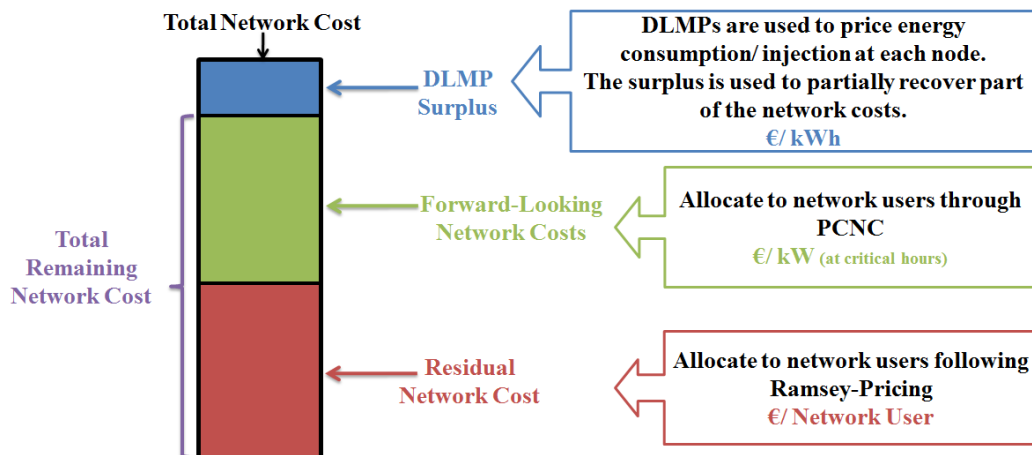 Total Network Cost
DLMP
Surplus
DLMPs are used to price energy
consumption/ injection at each node.
The surplus is used to partially recover part
of the network costs.
€/ kWh
Total
Remaining
Network Cost
Forward-Looking
Network Costs
Allocate to network users through
PCNC
€/ kW (at critical hours)
Residual
Network Cost
Allocate to network users following
Ramsey-Pricing
€/ Network User